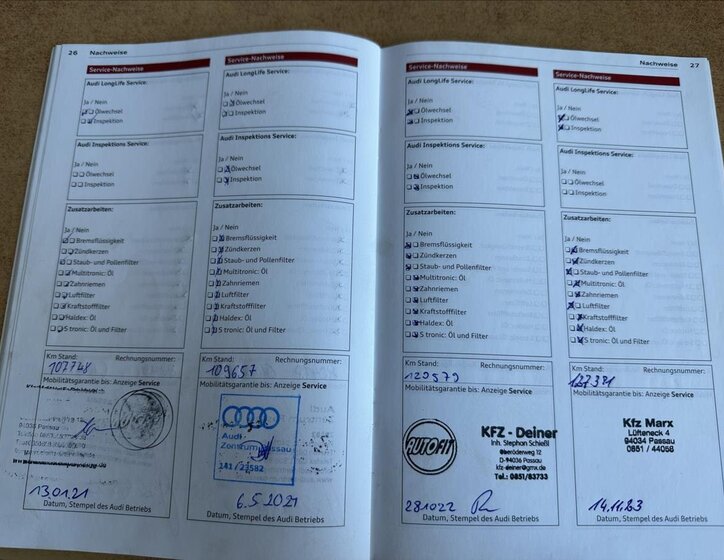 26 Nachweise
Service-Nachweise
Audi LongLife Service:
Ja / Nein
Ölwechsel
Inspektion
Audi Inspektions Service:
Ja / Nein
Ölwechsel
Inspektion
Zusatzarbeiten:
Ja / Nein
Bremsflüssigkeit
Zündkerzen
Staub- und Pollenfilter
Multitronic: Öl
Zahnriemen
Luftfilter
Kraftstofffilter
Haldex: Öl
S tronic: Öl und Filter
Km Stand: Rechnungsnummer:
107748
Mobilitätsgarantie bis: Anzeige Service
94036 Passau
13.01.21
Datum, Stempel des Audi Betriebs
Service-Nachweise
Audi LongLife Service:
Ja / Nein
Ölwechsel
Inspektion
Audi Inspektions Service:
Ja / Nein
Ölwechsel
Inspektion
Zusatzarbeiten:
Ja / Nein
Bremsflüssigkeit
Zündkerzen
Staub- und Pollenfilter
Multitronic: Öl
Zahnriemen
Luftfilter
Kraftstofffilter
Haldex: Öl
S tronic: Öl und Filter
Km Stand: Rechnungsnummer:
109657
Mobilitätsgarantie bis: Anzeige Service
Audi
Zentrum Passau
6.5.2021
Datum, Stempel des Audi Betriebs
Nachweise 27
Service-Nachweise
Audi LongLife Service:
Ja / Nein
Ölwechsel
Inspektion
Audi Inspektions Service:
Ja / Nein
Ölwechsel
Inspektion
Zusatzarbeiten:
Ja / Nein
Bremsflüssigkeit
Zündkerzen
Staub- und Pollenfilter
Multitronic: Öl
Zahnriemen
Luftfilter
Kraftstofffilter
Haldex: Öl
S tronic: Öl und Filter
Km Stand: Rechnungsnummer:
Mobilitätsgarantie bis: Anzeige Service
AUTOFIT
KFZ - Deiner
Inh. Stephan Schießl
D-94036 Passau
kfz-deiner@gmx.de
Tel.: 0851/83733
281022
Datum, Stempel des Audi Betriebs
Service-Nachweise
Audi LongLife Service:
Ja / Nein
Ölwechsel
Inspektion
Audi Inspektions Service:
Ja / Nein
Ölwechsel
Inspektion
Zusatzarbeiten:
Ja / Nein
Bremsflüssigkeit
Zündkerzen
Staub- und Pollenfilter
Multitronic: Öl
Zahnriemen
Luftfilter
Kraftstofffilter
Haldex: Öl
S tronic: Öl und Filter
Km Stand: Rechnungsnummer:
127381
Mobilitätsgarantie bis: Anzeige Service
Kfz Marx
Lüfteneck 4
94034 Passau
0851 / 44058
14.11.23
Datum, Stempel des Audi Betriebs